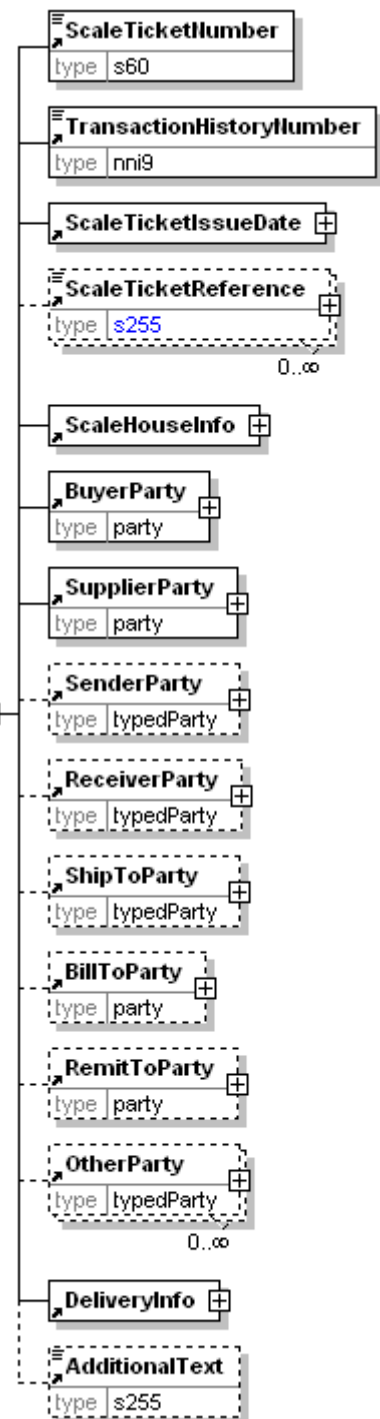 ScaleTicketNumber
type s60
TransactionHistoryNumber
type nni9
ScaleTicketIssueDate
ScaleTicketReference
type s255
0..∞
ScaleHouseInfo
BuyerParty
type party
SupplierParty
type party
SenderParty
type typedParty
ReceiverParty
type typedParty
ShipToParty
type typedParty
BillToParty
type party
RemitToParty
type party
OtherParty
type typedParty
0..∞
DeliveryInfo
AdditionalText
type s255